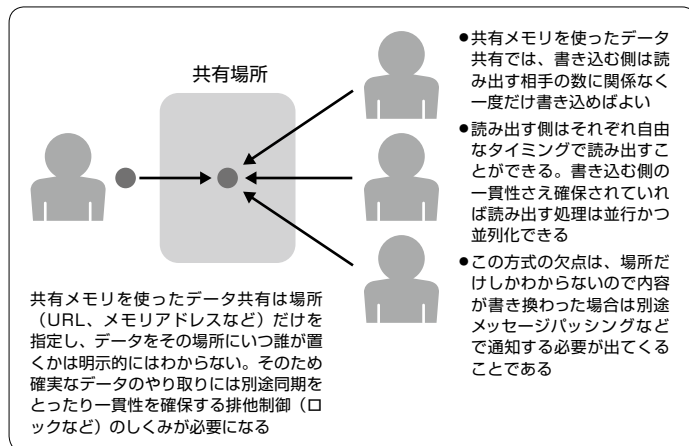 共有場所
●共有メモリを使ったデータ
共有では、書き込む側は読
み出す相手の数に関係なく
一度だけ書き込めばよい
●読み出す側はそれぞれ自由
なタイミングで読み出すこ
とができる。書き込む側の
一貫性さえ確保されていれ
ば読み出す処理は並行かつ
並列化できる
●この方式の欠点は、場所だ
けしかわからないので内容
が書き換わった場合は別途
メッセージパッシングなど
で通知する必要が出てくる
ことである
共有メモリを使ったデータ共有は場所
（URL、メモリアドレスなど）だけを
指定し、データをその場所にいつ誰が置
くかは明示的にはわからない。そのため
確実なデータのやり取りには別途同期を
とったり一貫性を確保する排他制御（ロ
ックなど）のしくみが必要になる